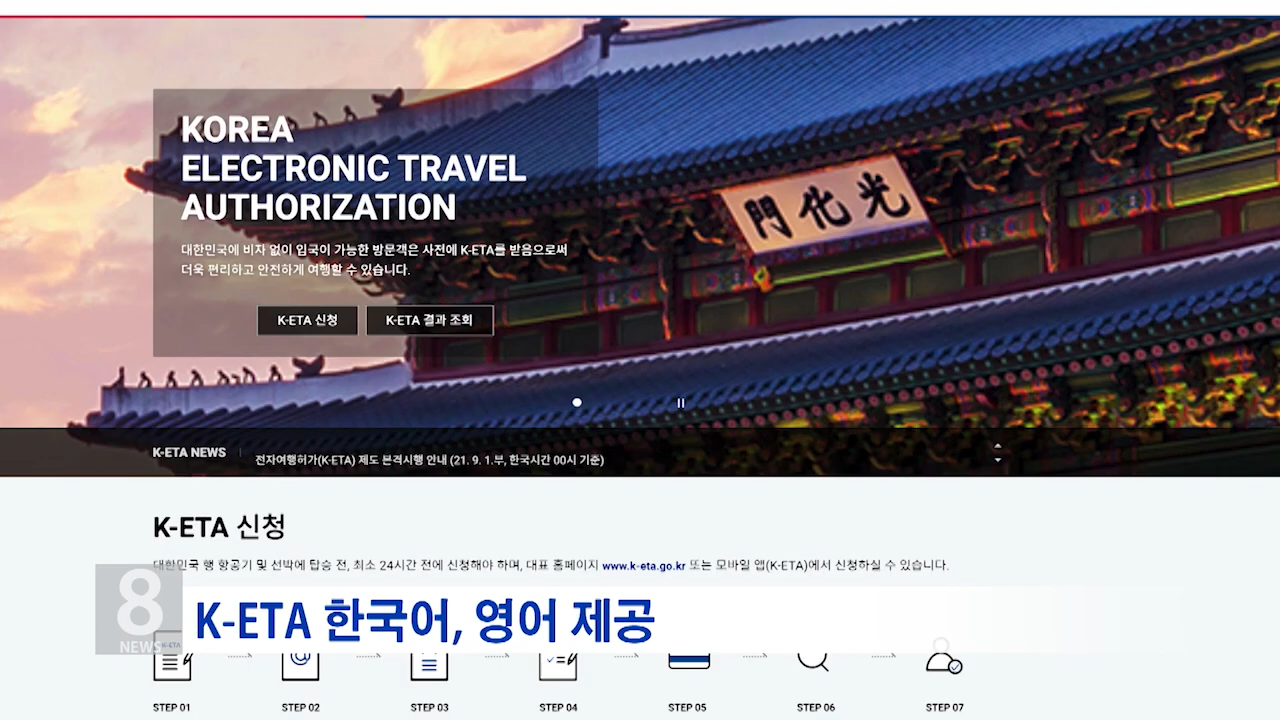 KOREA
ELECTRONIC TRAVEL
AUTHORIZATION
門化光
대한민국에 비자 없이 입국이 가능한 방문객은 사전에 K-ETA를 받음으로써
더욱 편리하고 안전하게 여행할 수 있습니다.
K-ETA 신청
K-ETA 결과 조회
K-ETA NEWS
전자여행허가(K-ETA) 제도 본격시행 안내 (21. 9. 1.부, 한국시간 00시 기준)
K-ETA 신청
대한민국 행 항공기 및 선박에 탑승 전, 최소 24시간 전에 신청해야 하며, 대표 홈페이지 www.k-eta.go.kr 또는 모바일 앱(K-ETA)에서 신청하실 수 있습니다.
8
NEWS
K-ETA
K-ETA 한국어, 영어 제공
STEP 01
STEP 02
STEP 03
STEP 04
STEP 05
STEP 06
STEP 07